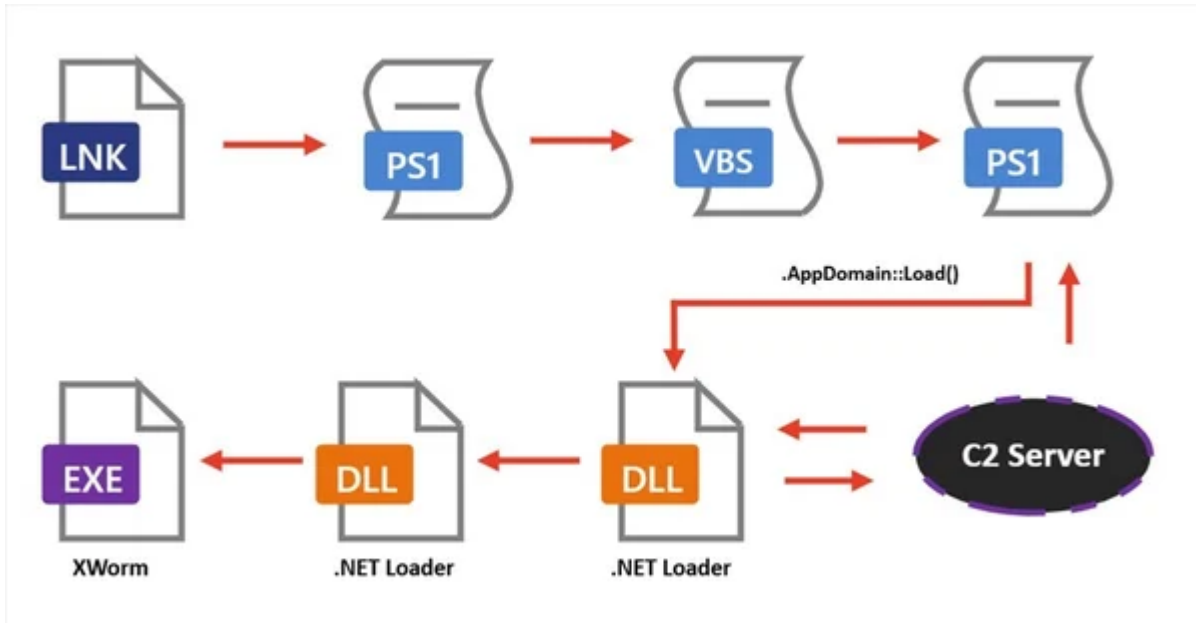 LNK
PS1
VBS
PS1
.AppDomain::Load()
EXE
DLL
DLL
C2 Server
XWorm
.NET Loader
.NET Loader